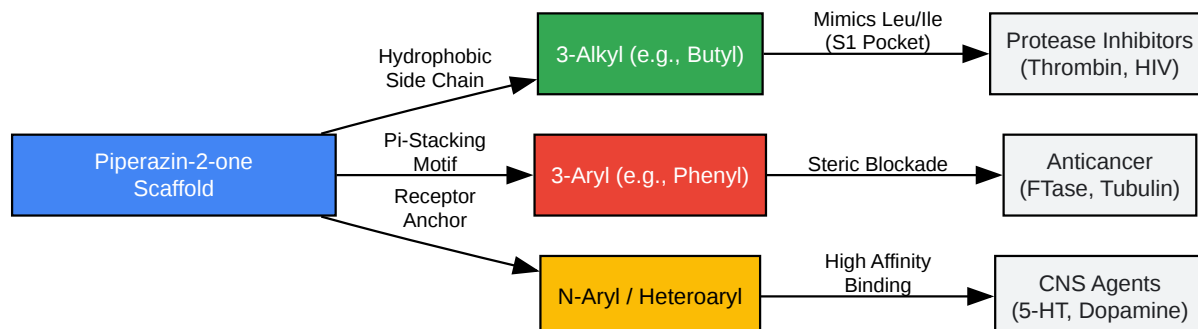 Piperazin-2-one
Scaffold
Hydrophobic
Side Chain
3-Alkyl (e.g., Butyl)
Mimics Leu/Ile
(S1 Pocket)
Protease Inhibitors
(Thrombin, HIV)
Pi-Stacking
Motif
3-Aryl (e.g., Phenyl)
Steric Blockade
Anticancer
(FTase, Tubulin)
Receptor
Anchor
N-Aryl / Heteroaryl
High Affinity
Binding
CNS Agents
(5-HT, Dopamine)